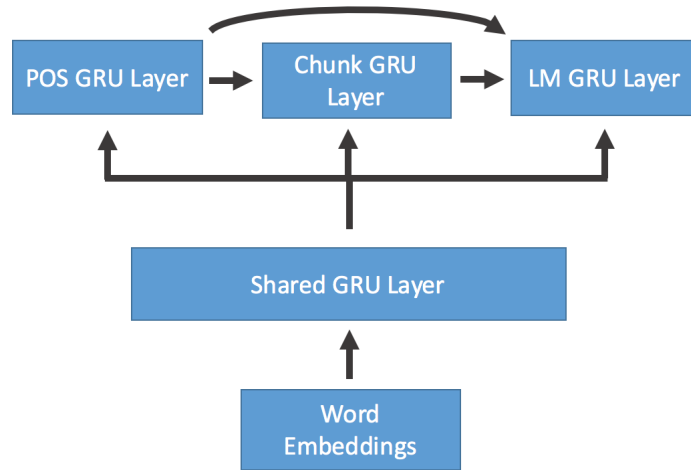 POS GRU Layer
Chunk GRU
Layer
LM GRU Layer
Shared GRU Layer
Word
Embeddings